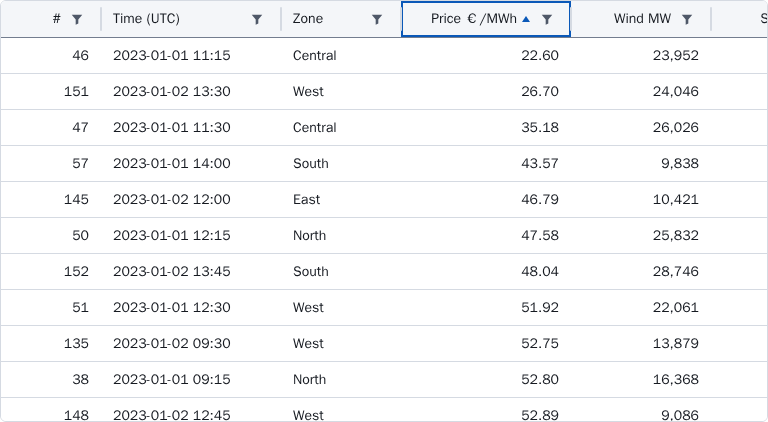 # Time (UTC) Zone Price € /MWh Wind MW S
46 2023-01-01 11:15 Central 22.60 23,952
151 2023-01-02 13:30 West 26.70 24,046
47 2023-01-01 11:30 Central 35.18 26,026
57 2023-01-01 14:00 South 43.57 9,838
145 2023-01-02 12:00 East 46.79 10,421
50 2023-01-01 12:15 North 47.58 25,832
152 2023-01-02 13:45 South 48.04 28,746
51 2023-01-01 12:30 West 51.92 22,061
135 2023-01-02 09:30 West 52.75 13,879
38 2023-01-01 09:15 North 52.80 16,368
148 2023-01-02 12:45 West 52.89 9,086